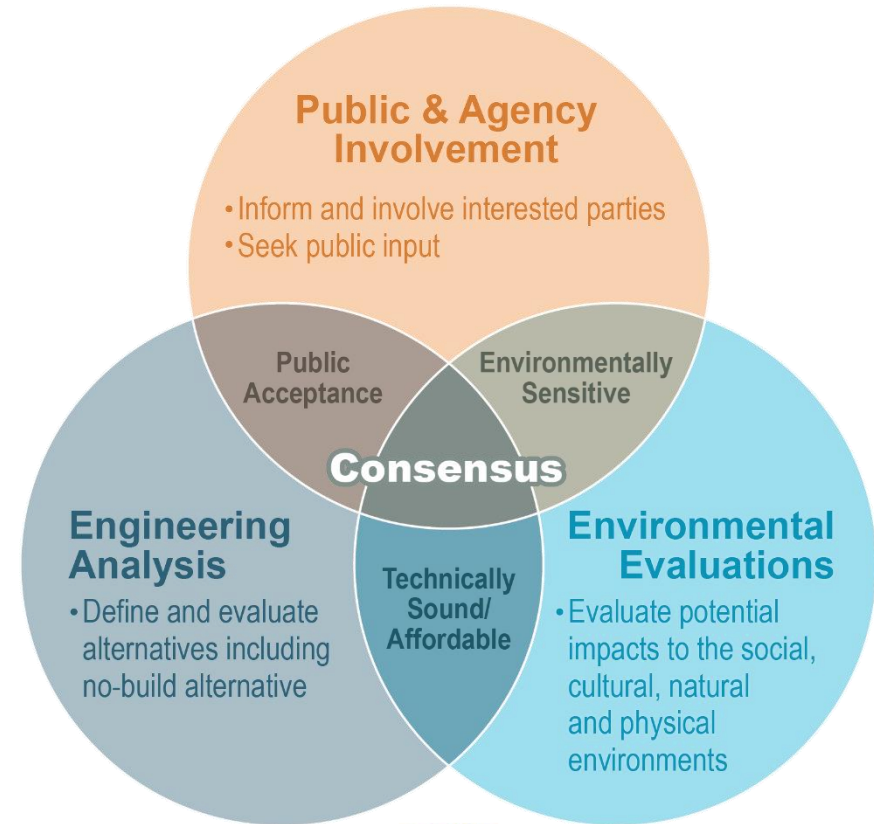 Public & Agency
Involvement
• Inform and involve interested parties
• Seek public input
Public
Acceptance
Environmentally
Sensitive
Consensus
Engineering
Analysis
• Define and evaluate
alternatives including
no-build alternative
Technically
Sound/
Affordable
Environmental
Evaluations
• Evaluate potential
impacts to the social,
cultural, natural
and physical
environments